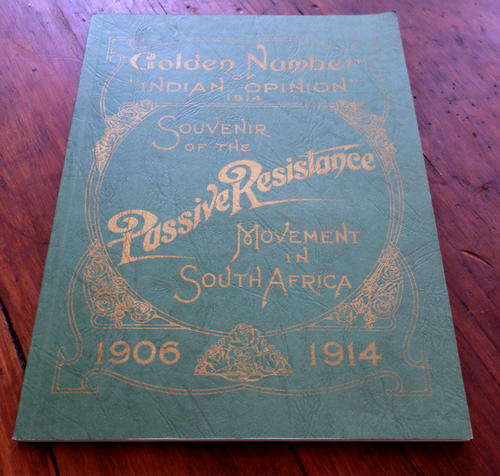 Golden Number
OF
"INDIAN OPINION"
1914
SOUVENIR
OF THE
Passive Resistance
MOVEMENT
IN
SOUTH AFRICA
1906 1914